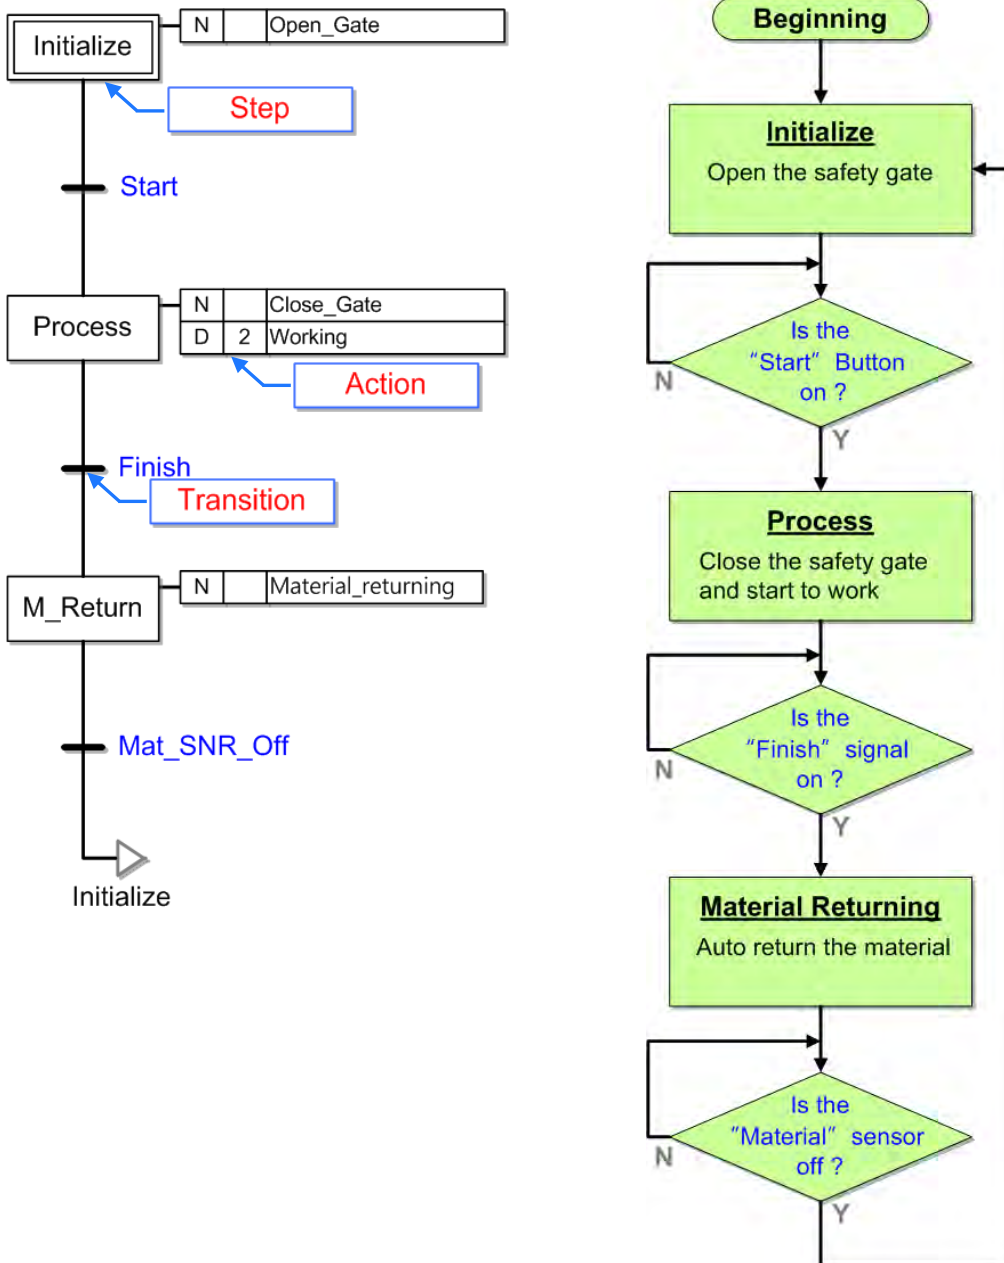 Initialize
N Open_Gate
Step
Start
Process
N Close_Gate
D 2 Working
Action
Finish
Transition
M_Return
N Material_returning
Mat_SNR_Off
Initialize
Beginning
Initialize
Open the safety gate
Is the
“Start” Button
on ?
N
Y
Process
Close the safety gate
and start to work
Is the
“Finish” signal
on ?
N
Y
Material Returning
Auto return the material
Is the
“Material” sensor
off ?
N
Y